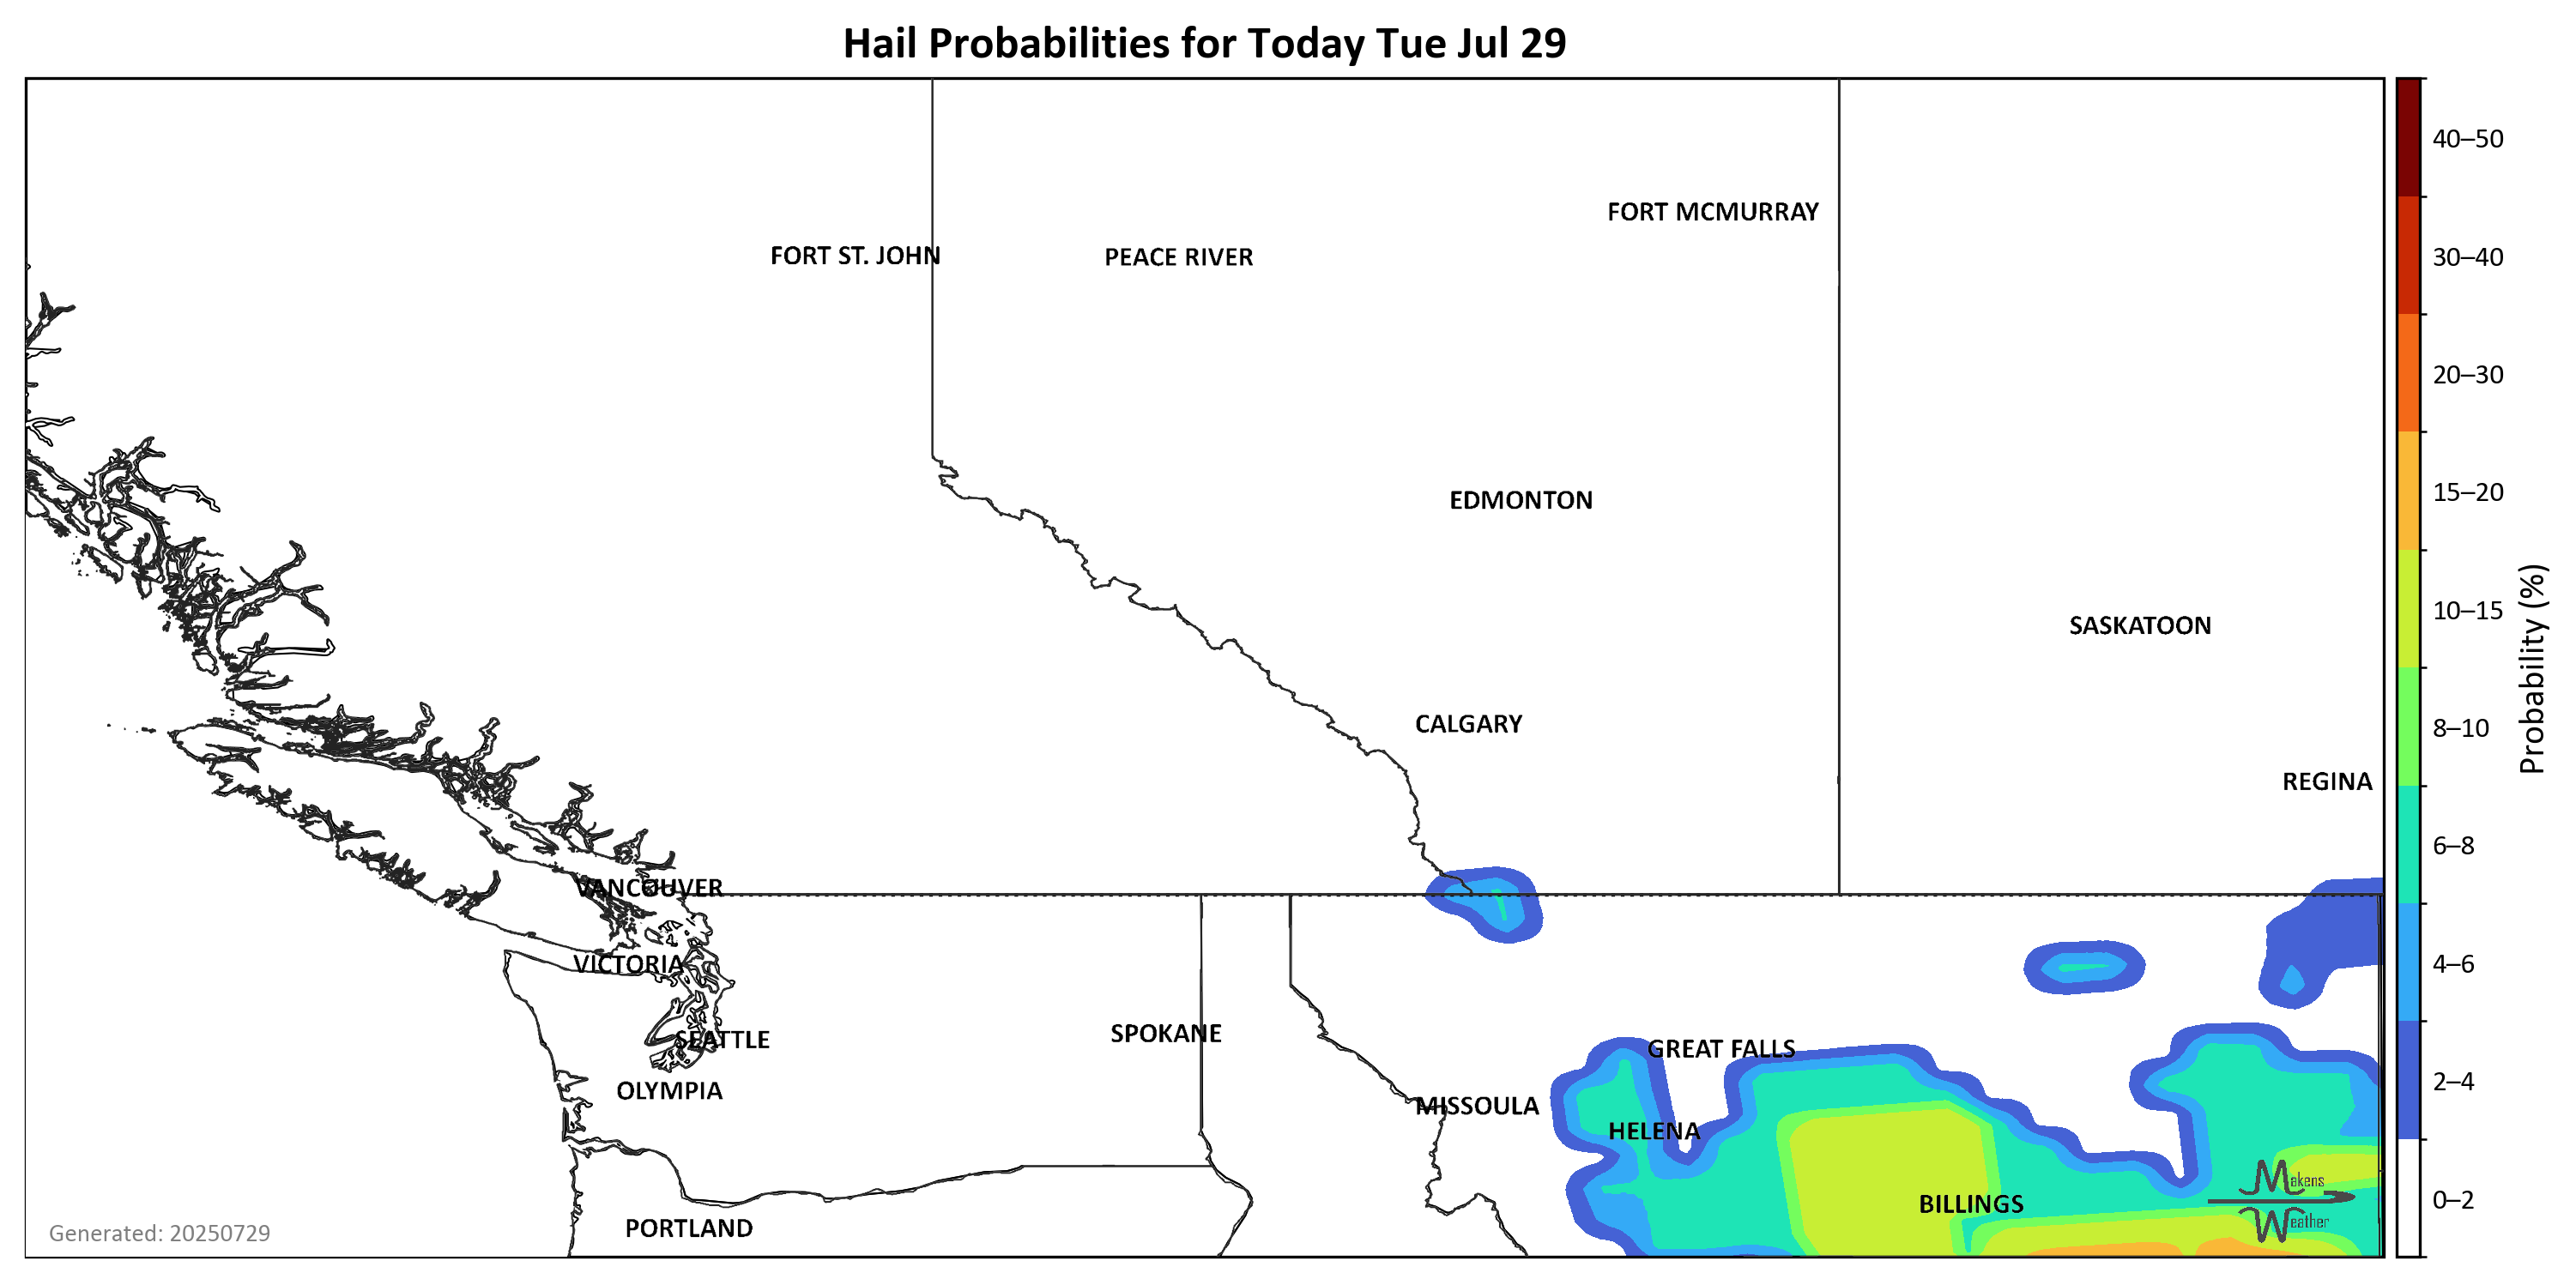 Hail Probabilities for Today Tue Jul 29
40–50
FORT MCMURRAY
FORT ST. JOHN
PEACE RIVER
30–40
20–30
15–20
EDMONTON
10–15
SASKATOON
Probability (%)
CALGARY
8–10
REGINA
6–8
VANCOUVER
VICTORIA
4–6
SPOKANE
SEATTLE
GREAT FALLS
2–4
OLYMPIA
MISSOULA
HELENA
Makens
Weather
BILLINGS
0–2
PORTLAND
Generated: 20250729